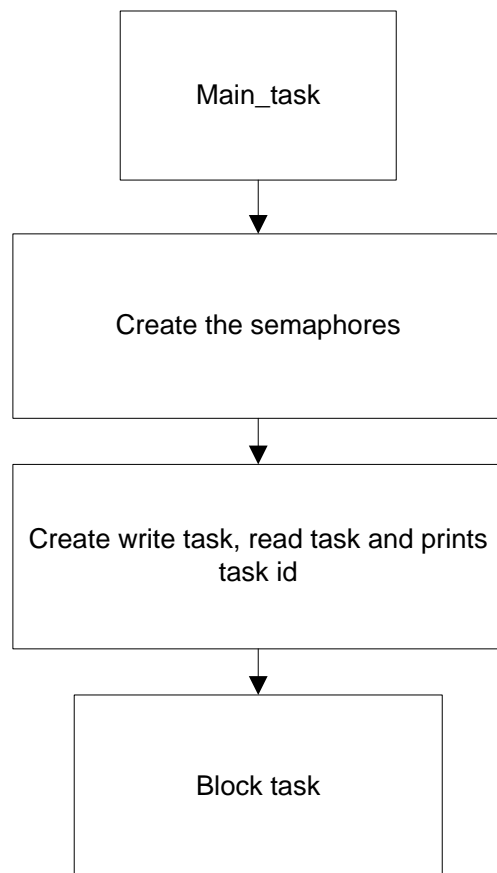 Main_task
Create the semaphores
Create write task, read task and prints
task id
Block task